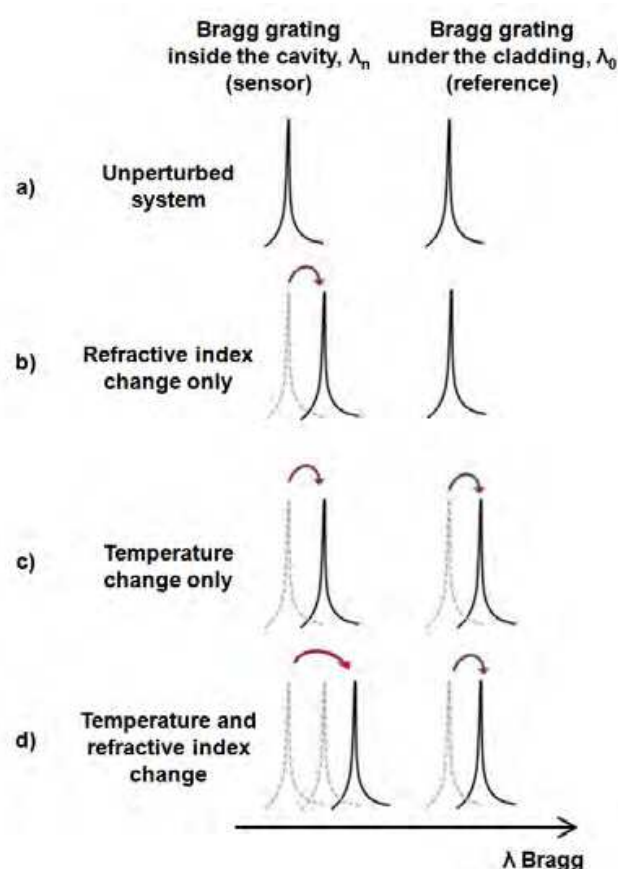 Bragg grating
inside the cavity, λn
(sensor)
Bragg grating
under the cladding, λ0
(reference)
a)
Unperturbed
system
b)
Refractive index
change only
c)
Temperature
change only
d)
Temperature and
refractive index
change
λ Bragg